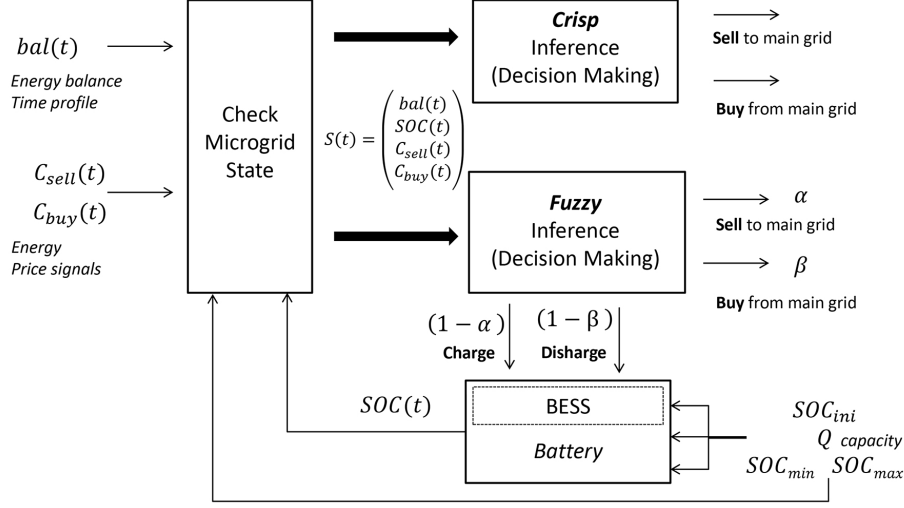 bal(t)
Energy balance
Time profile
C_sell(t)
C_buy(t)
Energy
Price signals
Check
Microgrid
State
S(t) = ( bal(t)
SOC(t)
C_sell(t)
C_buy(t) )
Crisp
Inference
(Decision Making)
Sell to main grid
Buy from main grid
Fuzzy
Inference
(Decision Making)
α
Sell to main grid
β
Buy from main grid
(1 − α)
Charge
(1 − β)
Disharge
SOC(t)
BESS
Battery
SOC_ini
Q capacity
SOC_min SOC_max